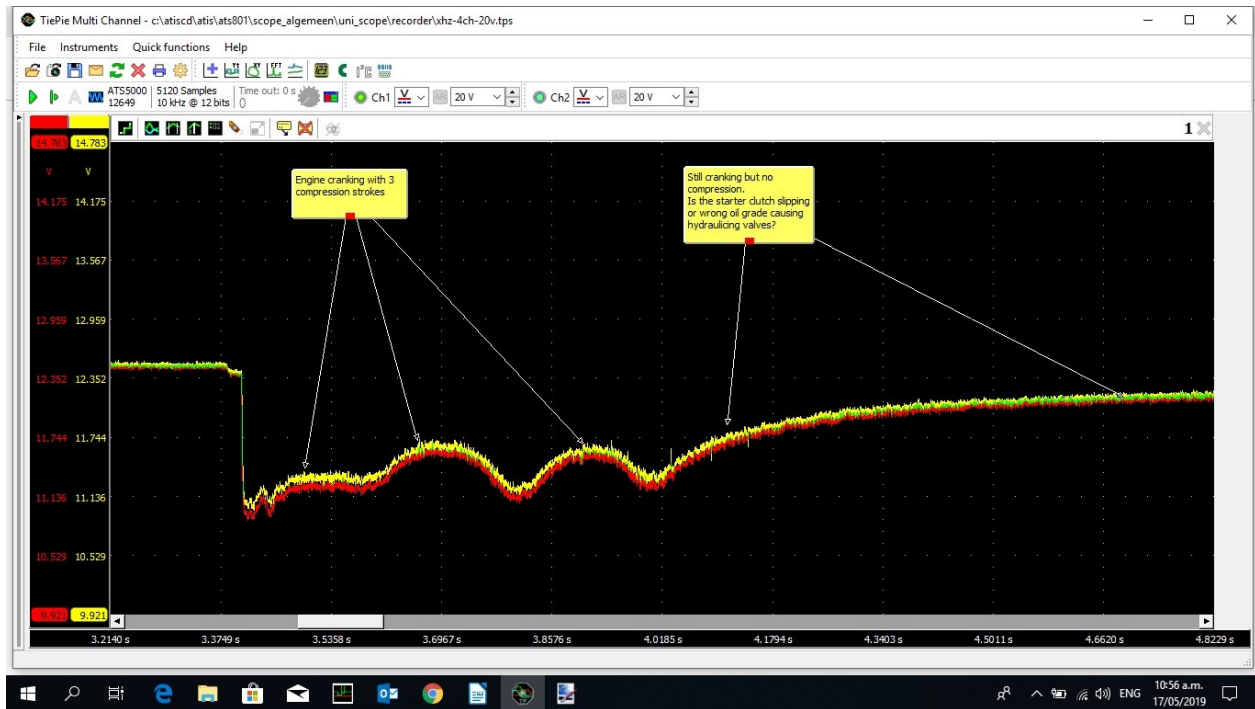 TiePie Multi Channel - c:\atiscd\atis\ats801\scope_algemeen\uni_scope\recorder\xhz-4ch-20v.tps
File Instruments Quick functions Help
ATS5000 5120 Samples Time out: 0 s
12649 10 kHz @ 12 bits 0
Ch1 V AR 20 V Ch2 V AR 20 V
1
14.783 14.783
V V
14.175 14.175
13.567 13.567
12.959 12.959
12.352 12.352
11.744 11.744
11.136 11.136
10.529 10.529
9.921 9.921
Engine cranking with 3
compression strokes
Still cranking but no
compression.
Is the starter clutch slipping
or wrong oil grade causing
hydraulicing valves?
3.2140 s 3.3749 s 3.5358 s 3.6967 s 3.8576 s 4.0185 s 4.1794 s 4.3403 s 4.5011 s 4.6620 s 4.8229 s
ENG
10:56 a.m.
17/05/2019